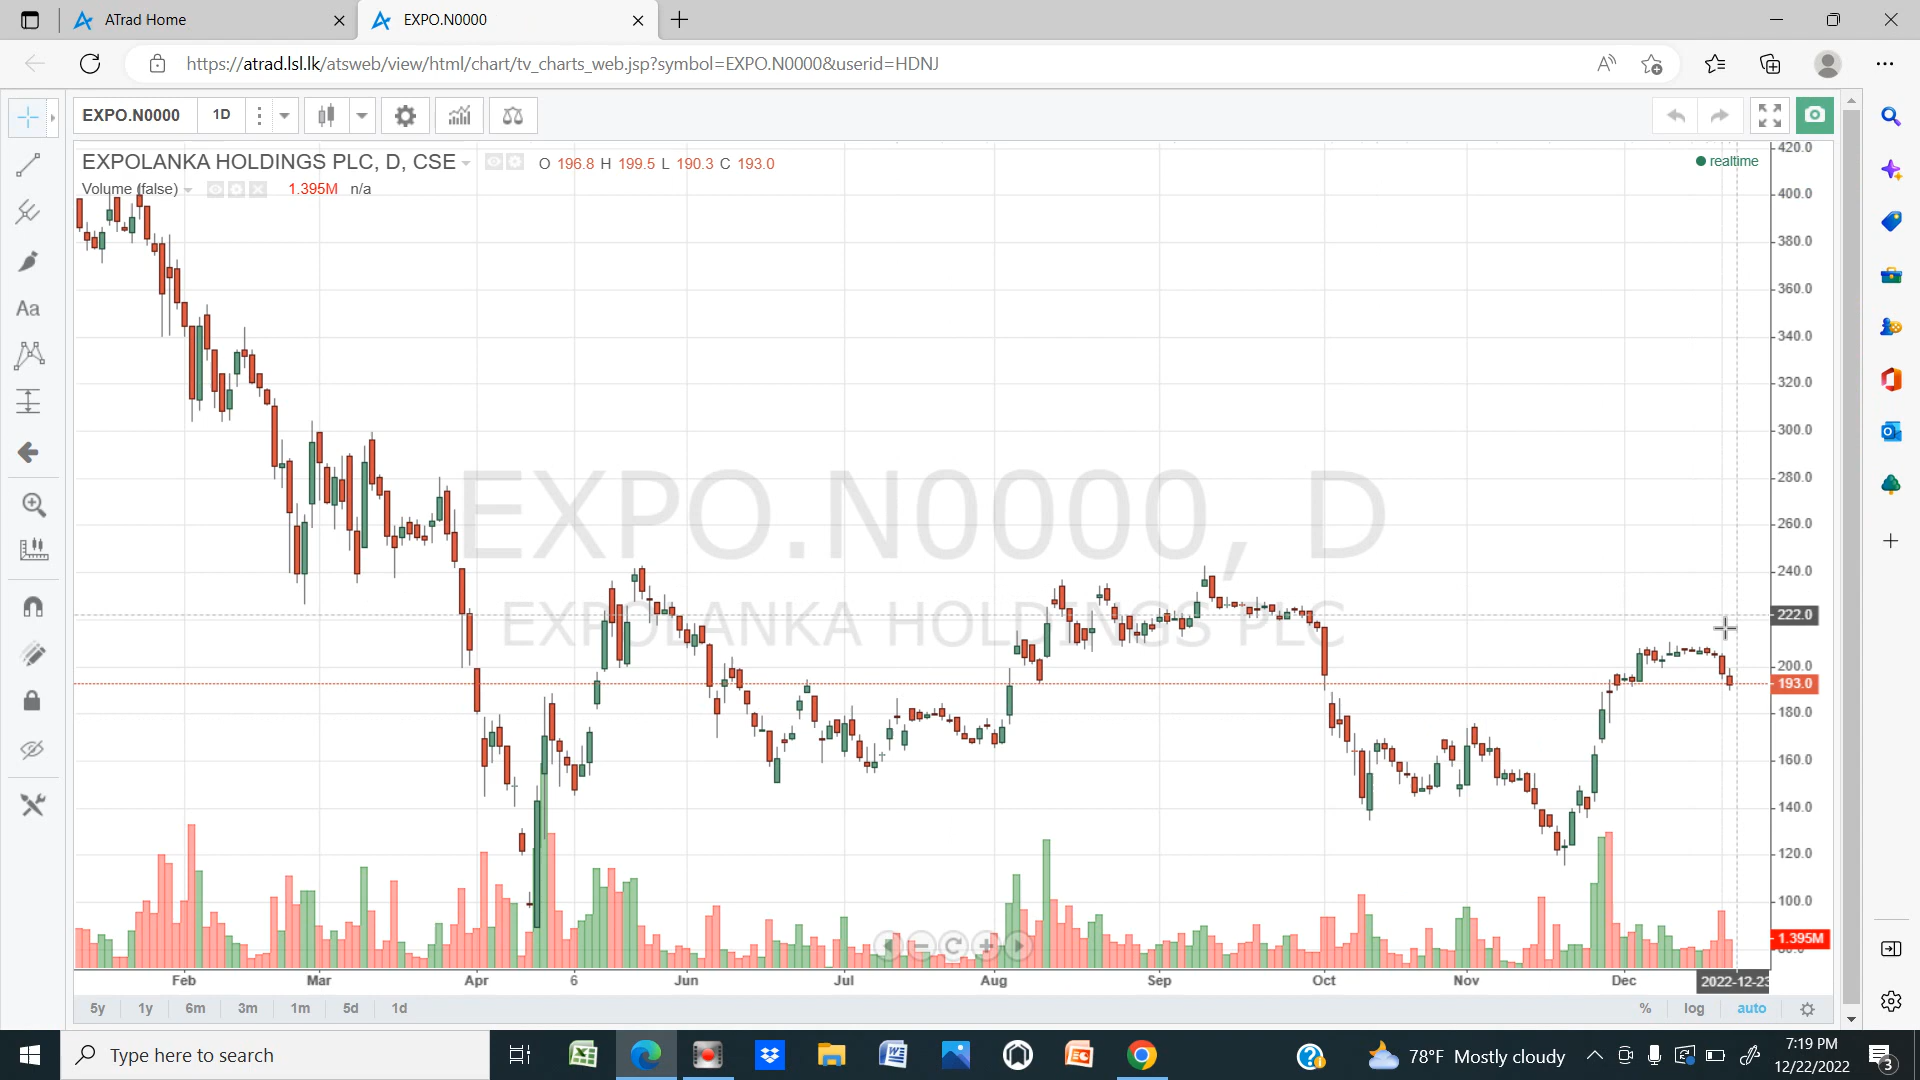 ATrad Home
EXPO.N0000
https://atrad.lsl.lk/atsweb/view/html/chart/tv_charts_web.jsp?symbol=EXPO.N0000&userid=HDNJ
EXPO.N0000 1D
EXPOLANKA HOLDINGS PLC, D, CSE O 196.8 H 199.5 L 190.3 C 193.0
realtime
Volume (false) 1.395M n/a
Aa
EXPO.N0000, D
EXPOLANKA HOLDINGS PLC
420.0
400.0
380.0
360.0
340.0
320.0
300.0
280.0
260.0
240.0
222.0
200.0
193.0
180.0
160.0
140.0
120.0
100.0
1.395M
Feb Mar Apr 6 Jun Jul Aug Sep Oct Nov Dec 2022-12-23
5y 1y 6m 3m 1m 5d 1d % log auto
Type here to search
78°F Mostly cloudy
7:19 PM
12/22/2022
3